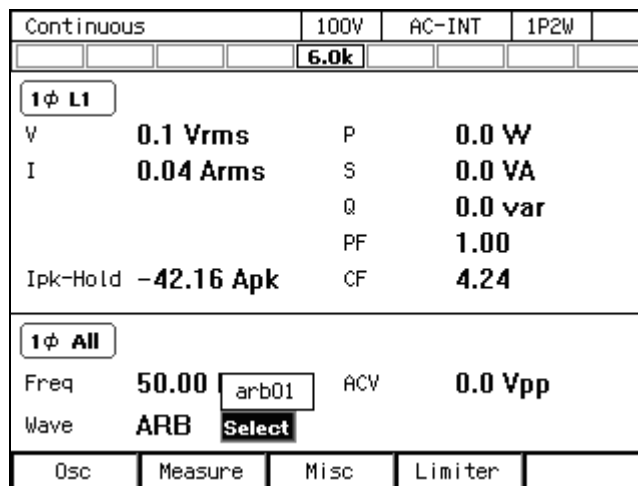 Continuous 100V AC-INT 1P2W
6.0k
1ϕ L1
V 0.1 Vrms P 0.0 W
I 0.04 Arms S 0.0 VA
Q 0.0 var
PF 1.00
Ipk-Hold -42.16 Apk CF 4.24
1ϕ All
Freq 50.00 arb01 ACV 0.0 Vpp
Wave ARB Select
Osc Measure Misc Limiter